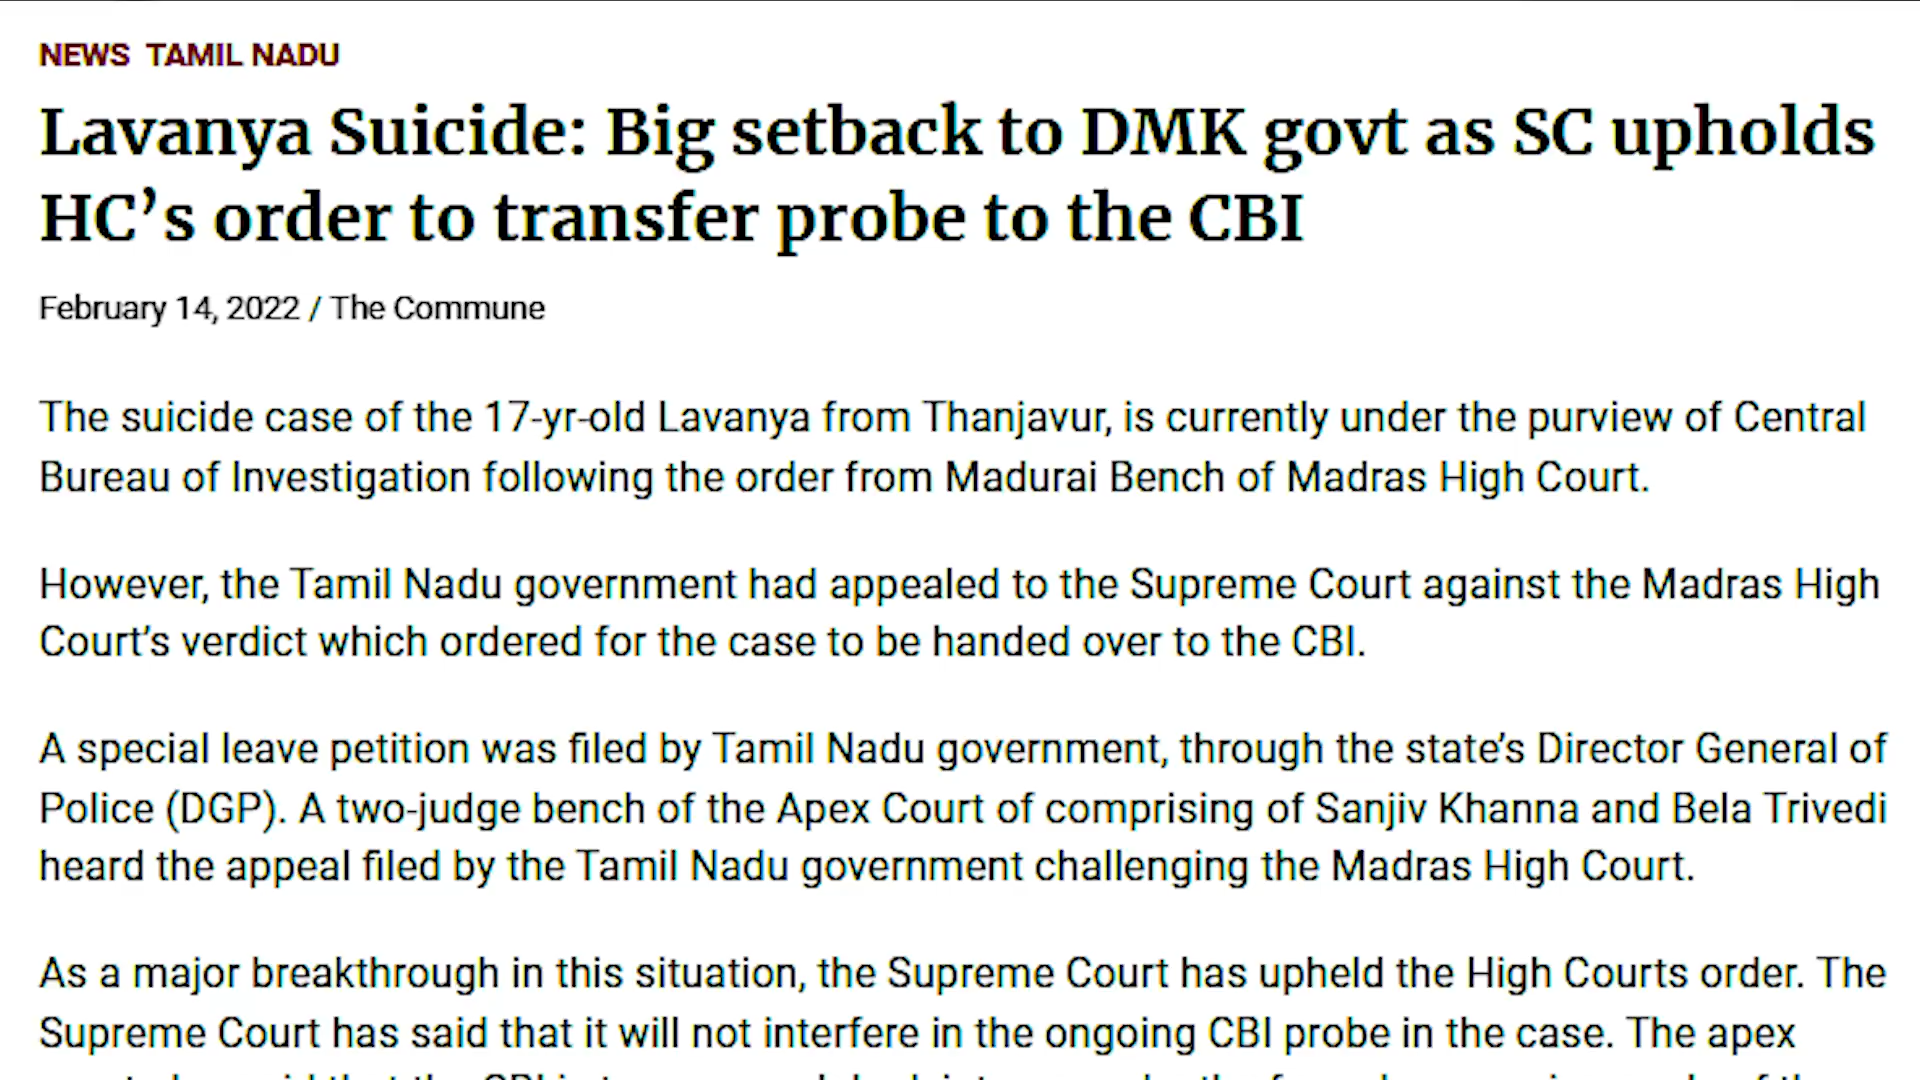 NEWS TAMIL NADU
Lavanya Suicide: Big setback to DMK govt as SC upholds
HC’s order to transfer probe to the CBI
February 14, 2022 / The Commune
The suicide case of the 17-yr-old Lavanya from Thanjavur, is currently under the purview of Central
Bureau of Investigation following the order from Madurai Bench of Madras High Court.
However, the Tamil Nadu government had appealed to the Supreme Court against the Madras High
Court’s verdict which ordered for the case to be handed over to the CBI.
A special leave petition was filed by Tamil Nadu government, through the state’s Director General of
Police (DGP). A two-judge bench of the Apex Court of comprising of Sanjiv Khanna and Bela Trivedi
heard the appeal filed by the Tamil Nadu government challenging the Madras High Court.
As a major breakthrough in this situation, the Supreme Court has upheld the High Courts order. The
Supreme Court has said that it will not interfere in the ongoing CBI probe in the case. The apex